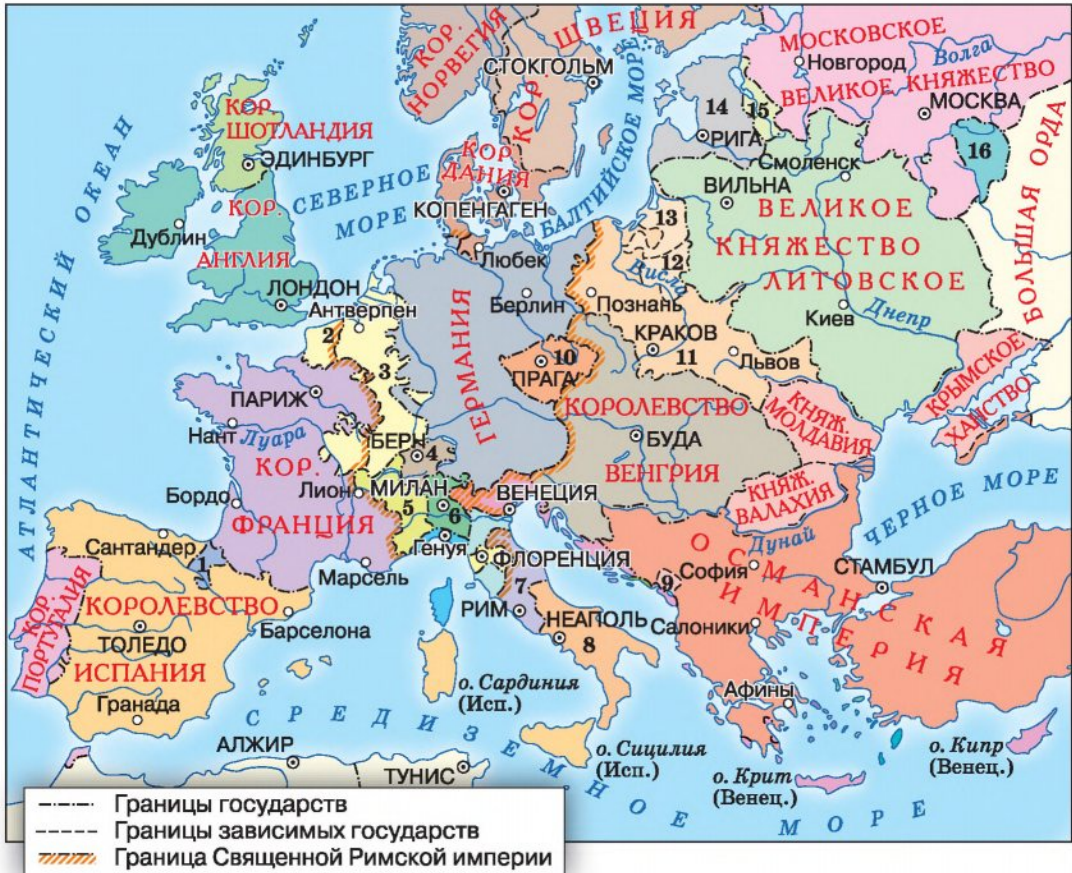 КОР.
НОРВЕГИЯ
ШВЕЦИЯ
КОР.
СТОКГОЛЬМ
БАЛТИЙСКОЕ МОРЕ
МОСКОВСКОЕ
Новгород
Волга
ВЕЛИКОЕ КНЯЖЕСТВО
МОСКВА
14
15
РИГА
16
БОЛЬШАЯ ОРДА
Смоленск
ВИЛЬНА
ВЕЛИКОЕ
КНЯЖЕСТВО
ЛИТОВСКОЕ
Киев
Днепр
КОР.
ШОТЛАНДИЯ
ЭДИНБУРГ
СЕВЕРНОЕ
МОРЕ
КОР.
ДАНИЯ
КОПЕНГАГЕН
АТЛАНТИЧЕСКИЙ ОКЕАН
Дублин
КОР.
АНГЛИЯ
ЛОНДОН
Любек
13
12
Висла
Берлин
Познань
Антверпен
2
3
ГЕРМАНИЯ
10
ПРАГА
КРАКОВ
11
Львов
ПАРИЖ
Нант
Луара
БЕРН
4
КОРОЛЕВСТВО
БУДА
ВЕНГРИЯ
КНЯЖ.
МОЛДАВИЯ
КРЫМСКОЕ
ХАНСТВО
КОР.
ФРАНЦИЯ
Бордо
Лион
МИЛАН
5
6
ВЕНЕЦИЯ
КНЯЖ.
ВАЛАХИЯ
ЧЕРНОЕ МОРЕ
Генуя
ФЛОРЕНЦИЯ
Дунай
Сантандер
1
Марсель
7
РИМ
9
София
СТАМБУЛ
ОСМАНСКАЯ
ИМПЕРИЯ
КОР.
ПОРТУГАЛИЯ
КОРОЛЕВСТВО
ТОЛЕДО
ИСПАНИЯ
Барселона
НЕАПОЛЬ
8
Салоники
Гранада
о. Сардиния
(Исп.)
Афины
СРЕДИЗЕМНОЕ МОРЕ
АЛЖИР
ТУНИС
о. Сицилия
(Исп.)
о. Крит
(Венец.)
о. Кипр
(Венец.)
Границы государств
Границы зависимых государств
Граница Священной Римской империи